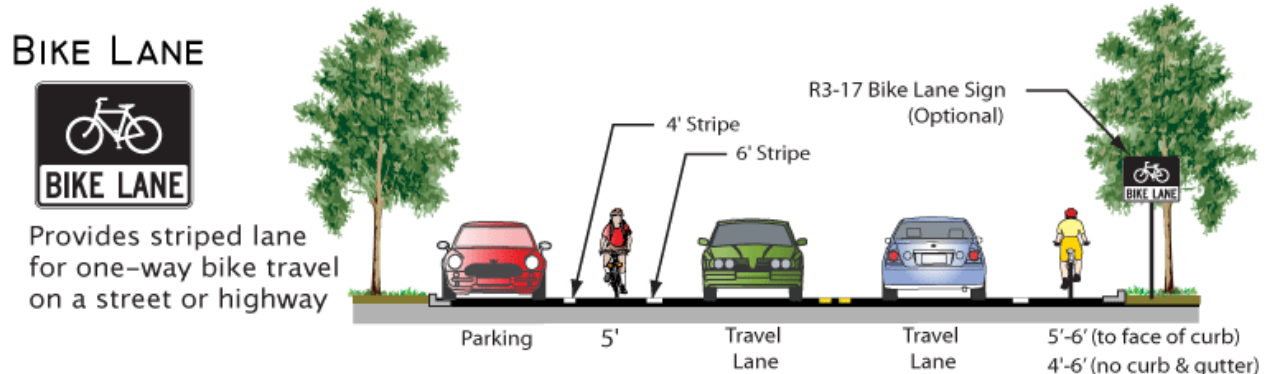 BIKE LANE
BIKE LANE
Provides striped lane
for one-way bike travel
on a street or highway
4' Stripe
6' Stripe
R3-17 Bike Lane Sign
(Optional)
BIKE LANE
Parking
5'
Travel
Lane
Travel
Lane
5'-6' (to face of curb)
4'-6' (no curb & gutter)